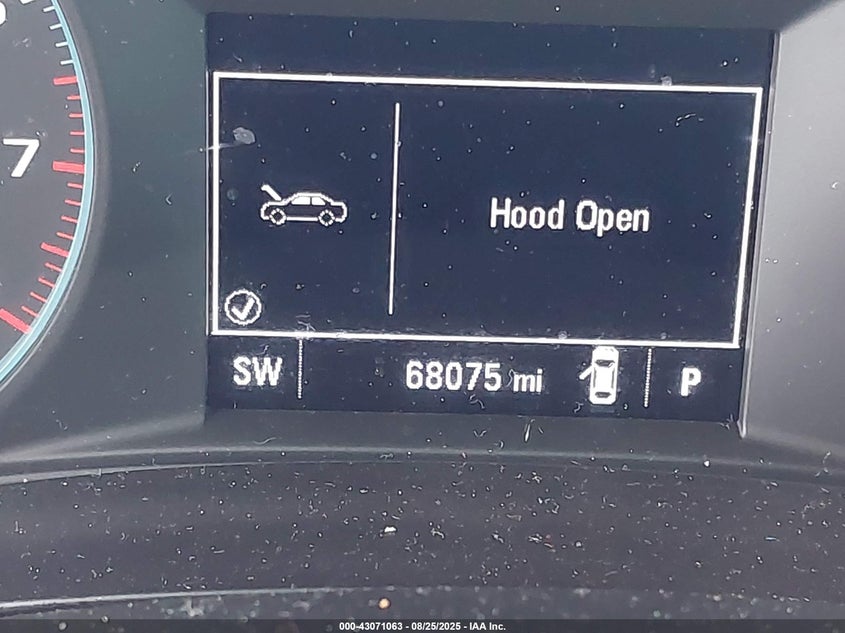 7
Hood Open
SW 68075 mi P
000-43071063 - 08/25/2025 - IAA Inc.